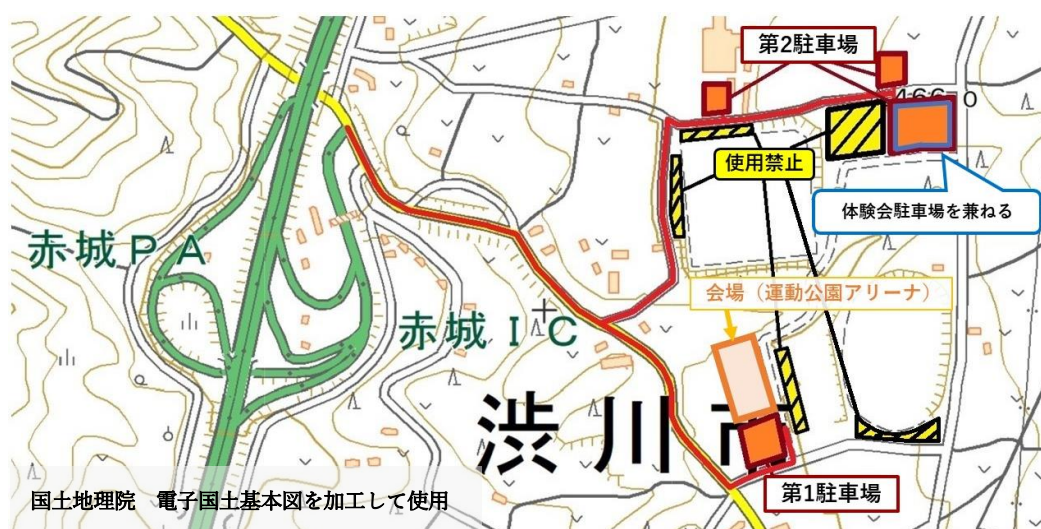 第2駐車場
466.0
使用禁止
体験会駐車場を兼ねる
赤城PA
会場（運動公園アリーナ）
赤城IC
渋川市
第1駐車場
国土地理院　電子国土基本図を加工して使用